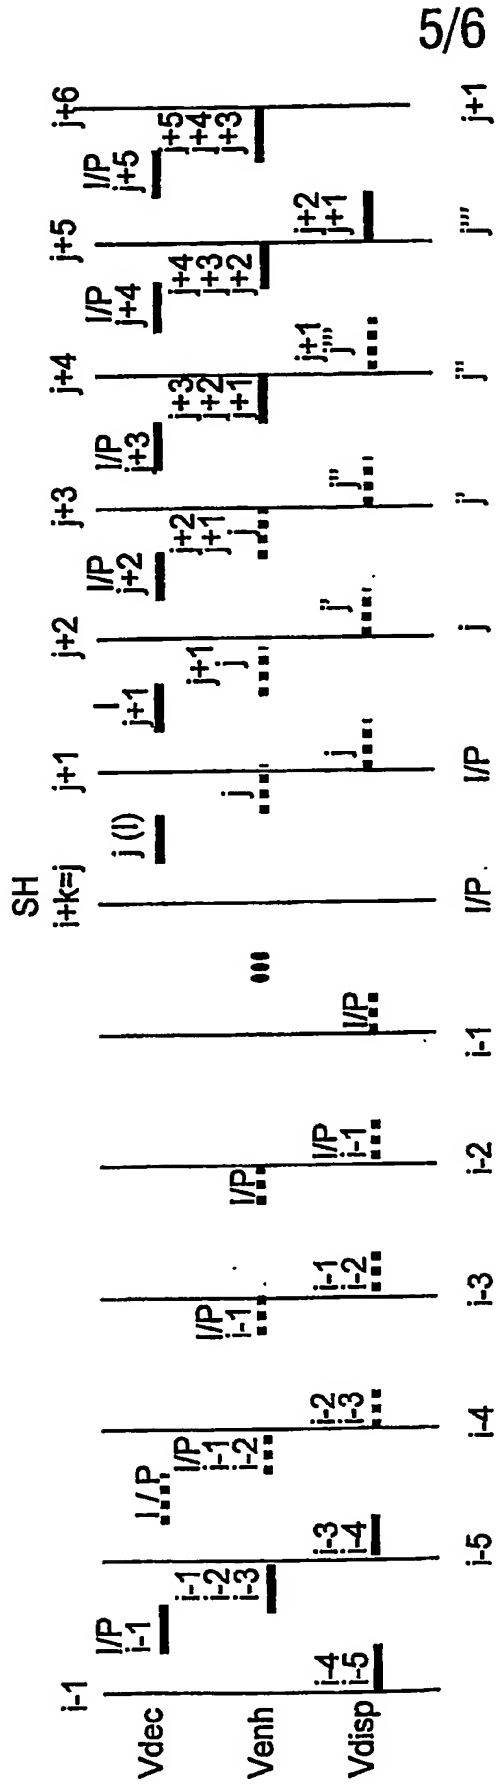 5/6
SH
i-1 i+k=j j+1 j+2 j+3 j+4 j+5 j+6
Vdec
I/P
i-1
I / P
j (I)
I
j+1
I/P
j+2
I/P
j+3
I/P
j+4
I/P
j+5
Venh
i-1
i-2
i-3
I/P
i-1
i-2
I/P
i-1
I/P
j
j+1
j
j+2
j+1
j
j+3
j+2
j+1
j+4
j+3
j+2
j+5
j+4
j+3
Vdisp
i-4
i-5
i-3
i-4
i-2
i-3
i-1
i-2
I/P
i-1
I/P
j
j'
j''
j+1
j'''
j+2
j+1
i-5 i-4 i-3 i-2 i-1 I/P. I/P j j' j'' j''' j+1